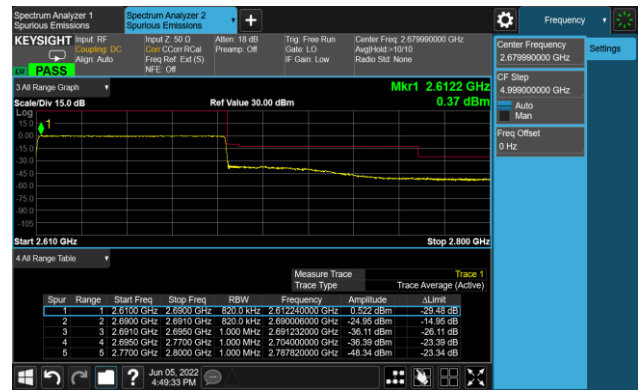 Spectrum Analyzer 1
Spurious Emissions
Spectrum Analyzer 2
Spurious Emissions
Frequency
KEYSIGHT
Input: RF
Coupling: DC
Align: Auto
Input Z: 50 Ω
Corr CCorr RCal
Freq Ref: Ext (S)
NFE: Off
Atten: 18 dB
Preamp: Off
Trig: Free Run
Gate: LO
IF Gain: Low
Center Freq: 2.679990000 GHz
Avg|Hold:>10/10
Radio Std: None
PASS
Center Frequency
2.679990000 GHz
Settings
CF Step
4.999000000 GHz
Auto
Man
Freq Offset
0 Hz
3 All Range Graph
Mkr1 2.6122 GHz
Scale/Div 15.0 dB
Ref Value 30.00 dBm
0.37 dBm
Log
15.0
1
0.00
-15.0
-30.0
-45.0
-60.0
-75.0
-90.0
-105
Start 2.610 GHz
Stop 2.800 GHz
4 All Range Table
Measure Trace Trace 1
Trace Type Trace Average (Active)
Spur Range Start Freq Stop Freq RBW Frequency Amplitude ΔLimit
1 1 2.6100 GHz 2.6900 GHz 820.0 kHz 2.612240000 GHz 0.522 dBm -29.48 dB
2 2 2.6900 GHz 2.6910 GHz 820.0 kHz 2.690006000 GHz -24.95 dBm -14.95 dB
3 3 2.6910 GHz 2.6950 GHz 1.000 MHz 2.691232000 GHz -36.11 dBm -26.11 dB
4 4 2.6950 GHz 2.7700 GHz 1.000 MHz 2.704000000 GHz -36.39 dBm -23.39 dB
5 5 2.7700 GHz 2.8000 GHz 1.000 MHz 2.787820000 GHz -48.34 dBm -23.34 dB
Jun 05, 2022
4:49:33 PM